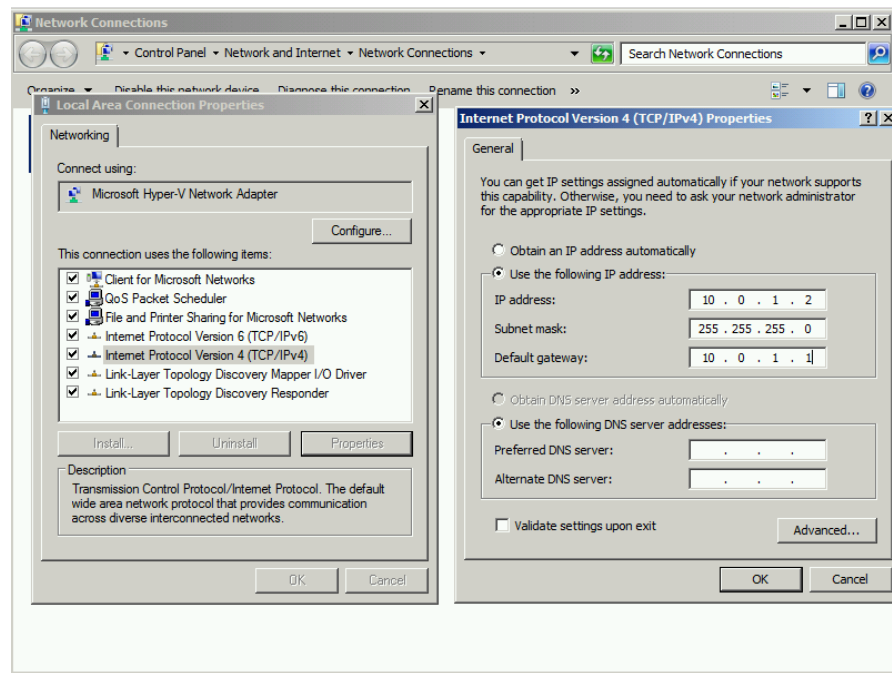 Network Connections
Control Panel Network and Internet Network Connections
Search Network Connections
Organize Disable this network device Diagnose this connection Rename this connection »
Local Area Connection Properties
Networking
Connect using:
Microsoft Hyper-V Network Adapter
Configure...
This connection uses the following items:
Client for Microsoft Networks
QoS Packet Scheduler
File and Printer Sharing for Microsoft Networks
Internet Protocol Version 6 (TCP/IPv6)
Internet Protocol Version 4 (TCP/IPv4)
Link-Layer Topology Discovery Mapper I/O Driver
Link-Layer Topology Discovery Responder
Install... Uninstall Properties
Description
Transmission Control Protocol/Internet Protocol. The default
wide area network protocol that provides communication
across diverse interconnected networks.
OK Cancel
Internet Protocol Version 4 (TCP/IPv4) Properties
General
You can get IP settings assigned automatically if your network supports
this capability. Otherwise, you need to ask your network administrator
for the appropriate IP settings.
Obtain an IP address automatically
Use the following IP address:
IP address: 10 . 0 . 1 . 2
Subnet mask: 255 . 255 . 255 . 0
Default gateway: 10 . 0 . 1 . 1
Obtain DNS server address automatically
Use the following DNS server addresses:
Preferred DNS server: . . .
Alternate DNS server: . . .
Validate settings upon exit
Advanced...
OK Cancel